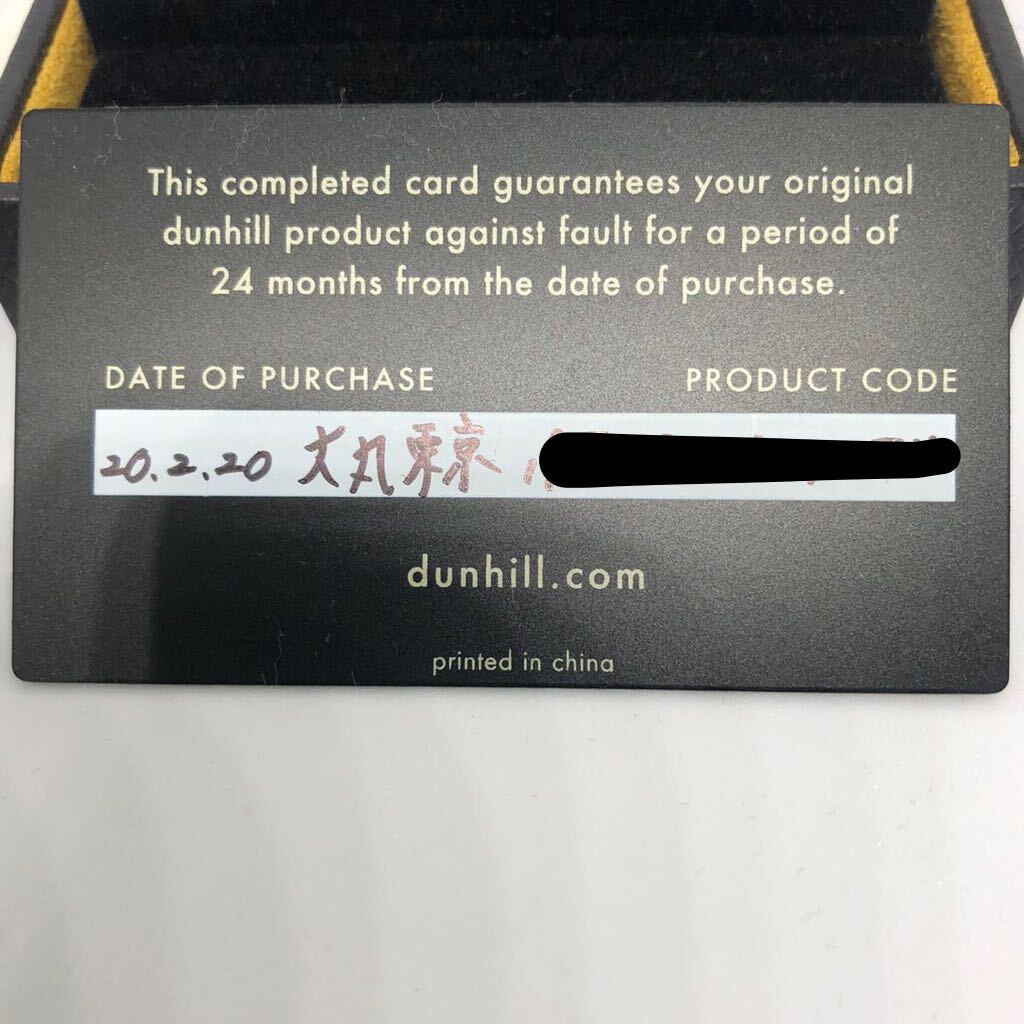 This completed card guarantees your original
dunhill product against fault for a period of
24 months from the date of purchase.
DATE OF PURCHASE PRODUCT CODE
20.2.20 大丸東京
dunhill.com
printed in china